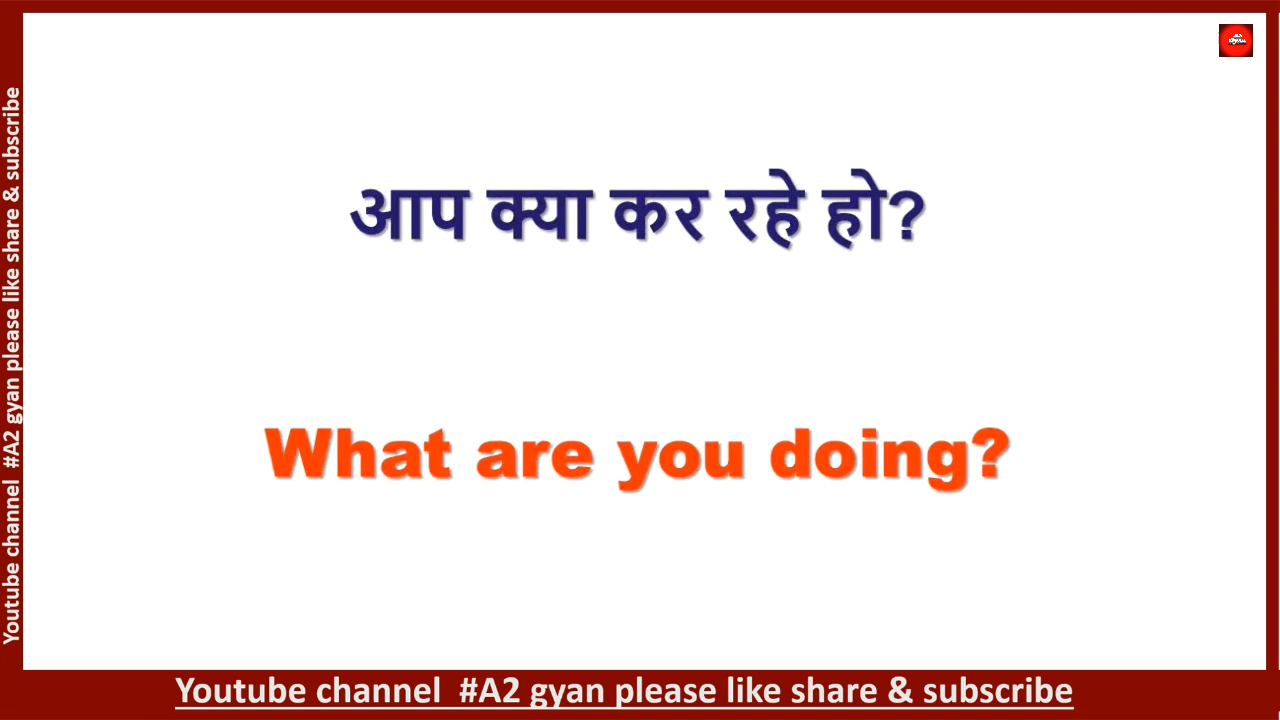 आप क्या कर रहे हो?
What are you doing?
Youtube channel #A2 gyan please like share & subscribe
Youtube channel #A2 gyan please like share & subscribe